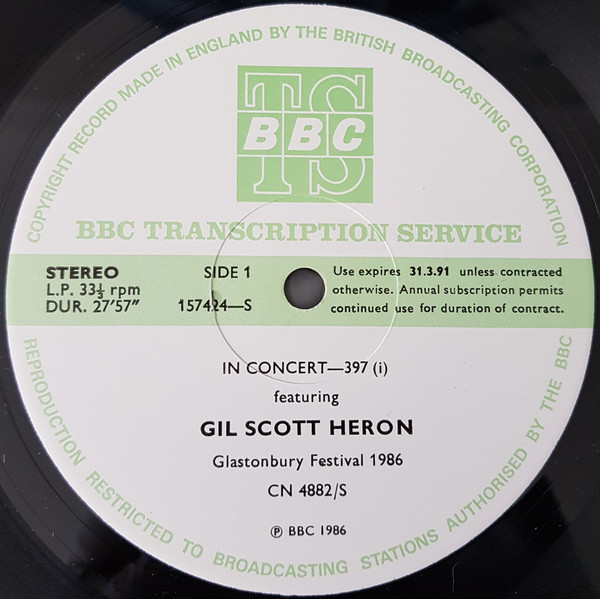 COPYRIGHT RECORD MADE IN ENGLAND BY THE BRITISH BROADCASTING CORPORATION
TS
BBC
BBC TRANSCRIPTION SERVICE
STEREO
L.P. 33⅓ rpm
DUR. 27'57"
SIDE 1
157424—S
Use expires 31.3.91 unless contracted
otherwise. Annual subscription permits
continued use for duration of contract.
IN CONCERT—397 (i)
featuring
GIL SCOTT HERON
Glastonbury Festival 1986
CN 4882/S
℗ BBC 1986
REPRODUCTION RESTRICTED TO BROADCASTING STATIONS AUTHORISED BY THE BBC